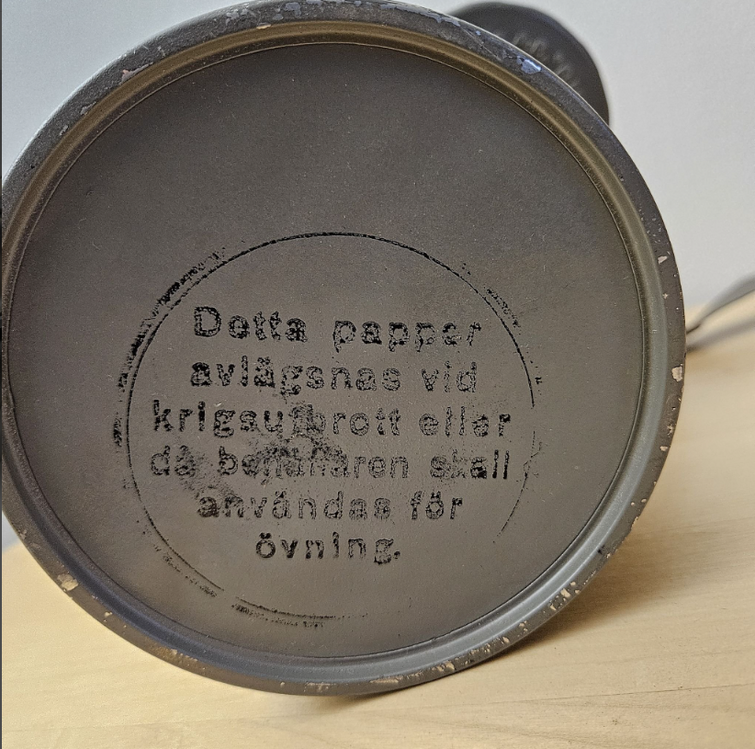 Detta papper
avlägsnas vid
krigsutbrott eller
då behållaren skall
användas för
övning.